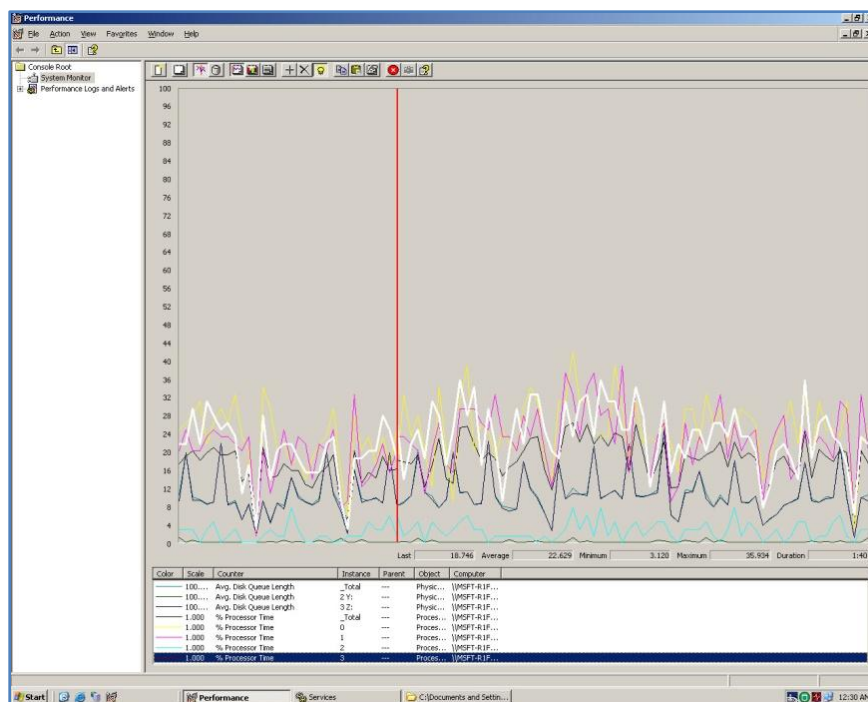 Performance
File Action View Favorites Window Help
Console Root
System Monitor
Performance Logs and Alerts
100
96
92
88
84
80
76
72
68
64
60
56
52
48
44
40
36
32
28
24
20
16
12
8
4
0
Last 18.746 Average 22.629 Minimum 3.120 Maximum 35.934 Duration 1:40
Color Scale Counter Instance Parent Object Computer
100.... Avg. Disk Queue Length _Total --- Physic... \\MSFT-R1F...
100.... Avg. Disk Queue Length 2 Y: --- Physic... \\MSFT-R1F...
100.... Avg. Disk Queue Length 3 Z: --- Physic... \\MSFT-R1F...
1.000 % Processor Time _Total --- Proces... \\MSFT-R1F...
1.000 % Processor Time 0 --- Proces... \\MSFT-R1F...
1.000 % Processor Time 1 --- Proces... \\MSFT-R1F...
1.000 % Processor Time 2 --- Proces... \\MSFT-R1F...
1.000 % Processor Time 3 --- Proces... \\MSFT-R1F...
Start Performance Services C:\Documents and Settin... 12:30 AM